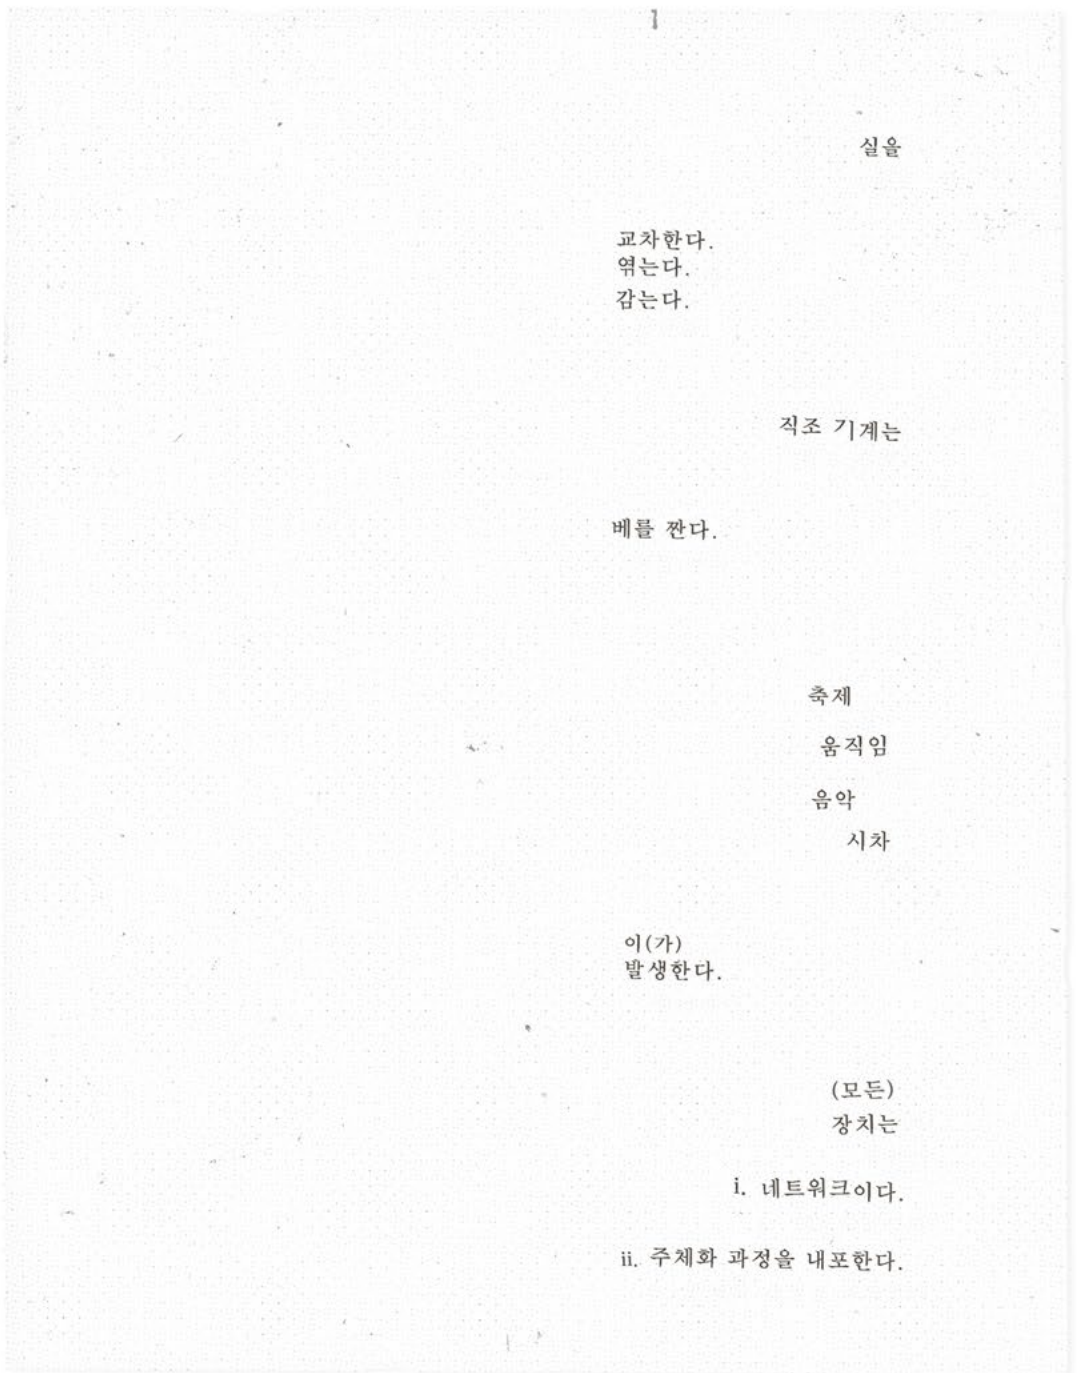 실을
교차한다.
엮는다.
감는다.
직조 기계는
베를 짠다.
축제
움직임
음악
시차
이(가)
발생한다.
(모든)
장치는
i. 네트워크이다.
ii. 주체화 과정을 내포한다.